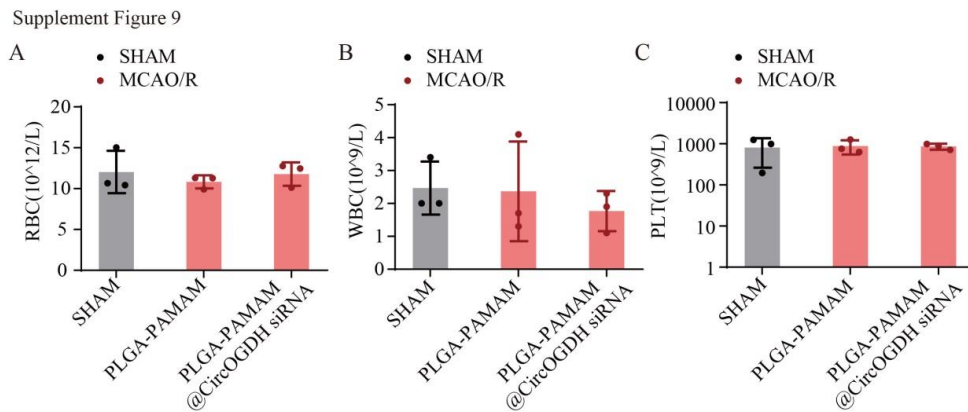 Supplement Figure 9
A
SHAM
MCAO/R
RBC(10^12/L)
20
15
10
5
0
SHAM
PLGA-PAMAM
PLGA-PAMAM
@CircOGDH siRNA
B
SHAM
MCAO/R
WBC(10^9/L)
5
4
3
2
1
0
SHAM
PLGA-PAMAM
PLGA-PAMAM
@CircOGDH siRNA
C
SHAM
MCAO/R
PLT(10^9/L)
10000
1000
100
10
1
SHAM
PLGA-PAMAM
PLGA-PAMAM
@CircOGDH siRNA